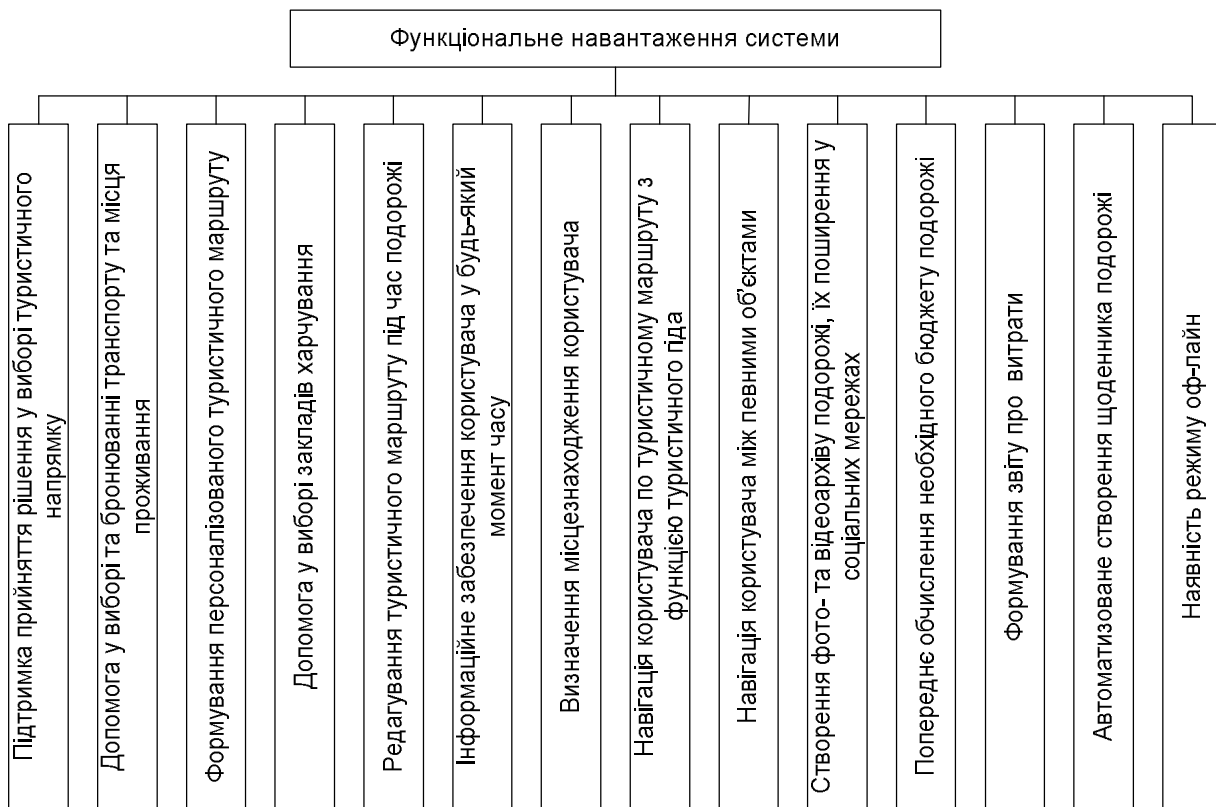 Функціональне навантаження системи
Підтримка прийняття рішення у виборі туристичного
напрямку
Допомога у виборі та бронюванні транспорту та місця
проживання
Формування персоналізованого туристичного маршруту
Допомога у виборі закладів харчування
Редагування туристичного маршруту під час подорожі
Інформаційне забезпечення користувача у будь-який
момент часу
Визначення місцезнаходження користувача
Навігація користувача по туристичному маршруту з
функцією туристичного гіда
Навігація користувача між певними об'єктами
Створення фото- та відеоархіву подорожі, їх поширення у
соціальних мережах
Попереднє обчислення необхідного бюджету подорожі
Формування звіту про витрати
Автоматизоване створення щоденника подорожі
Наявність режиму оф-лайн